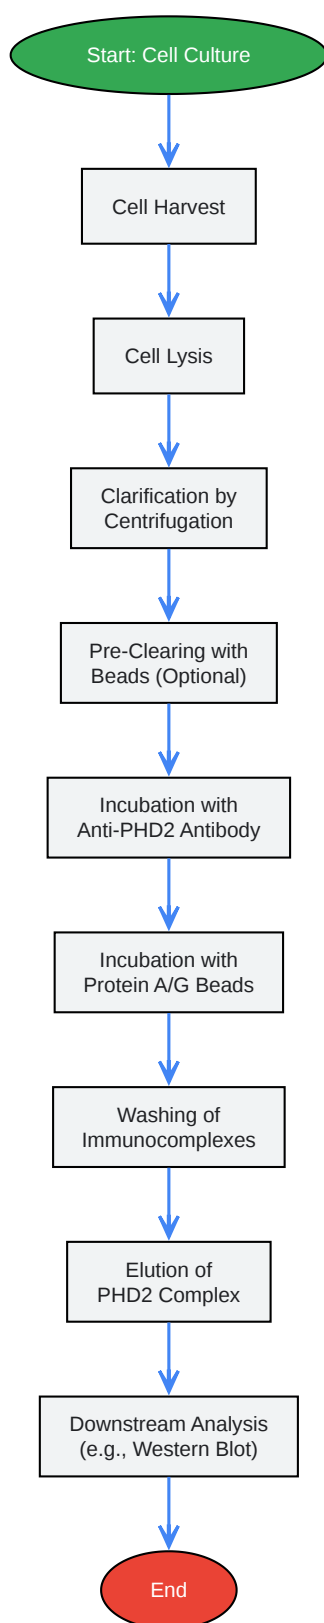 Start: Cell Culture
Cell Harvest
Cell Lysis
Clarification by
Centrifugation
Pre-Clearing with
Beads (Optional)
Incubation with
Anti-PHD2 Antibody
Incubation with
Protein A/G Beads
Washing of
Immunocomplexes
Elution of
PHD2 Complex
Downstream Analysis
(e.g., Western Blot)
End